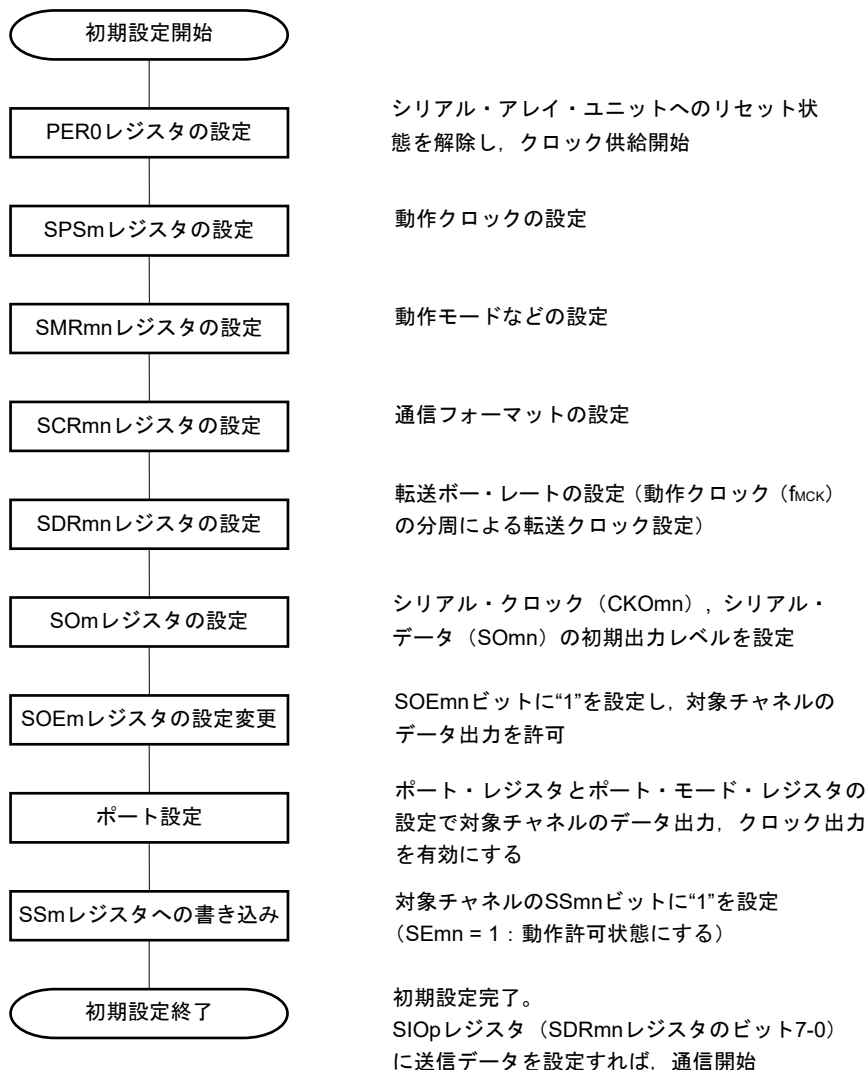 初期設定開始
PER0レジスタの設定
シリアル・アレイ・ユニットへのリセット状
態を解除し，クロック供給開始
SPSmレジスタの設定
動作クロックの設定
SMRmnレジスタの設定
動作モードなどの設定
SCRmnレジスタの設定
通信フォーマットの設定
SDRmnレジスタの設定
転送ボー・レートの設定（動作クロック（fMCK）
の分周による転送クロック設定）
SOmレジスタの設定
シリアル・クロック（CKOmn）, シリアル・
データ（SOmn）の初期出力レベルを設定
SOEmレジスタの設定変更
SOEmnビットに“1”を設定し，対象チャネルの
データ出力を許可
ポート設定
ポート・レジスタとポート・モード・レジスタの
設定で対象チャネルのデータ出力，クロック出力
を有効にする
SSmレジスタへの書き込み
対象チャネルのSSmnビットに“1”を設定
（SEmn = 1：動作許可状態にする）
初期設定終了
初期設定完了。
SIOpレジスタ（SDRmnレジスタのビット7-0）
に送信データを設定すれば，通信開始